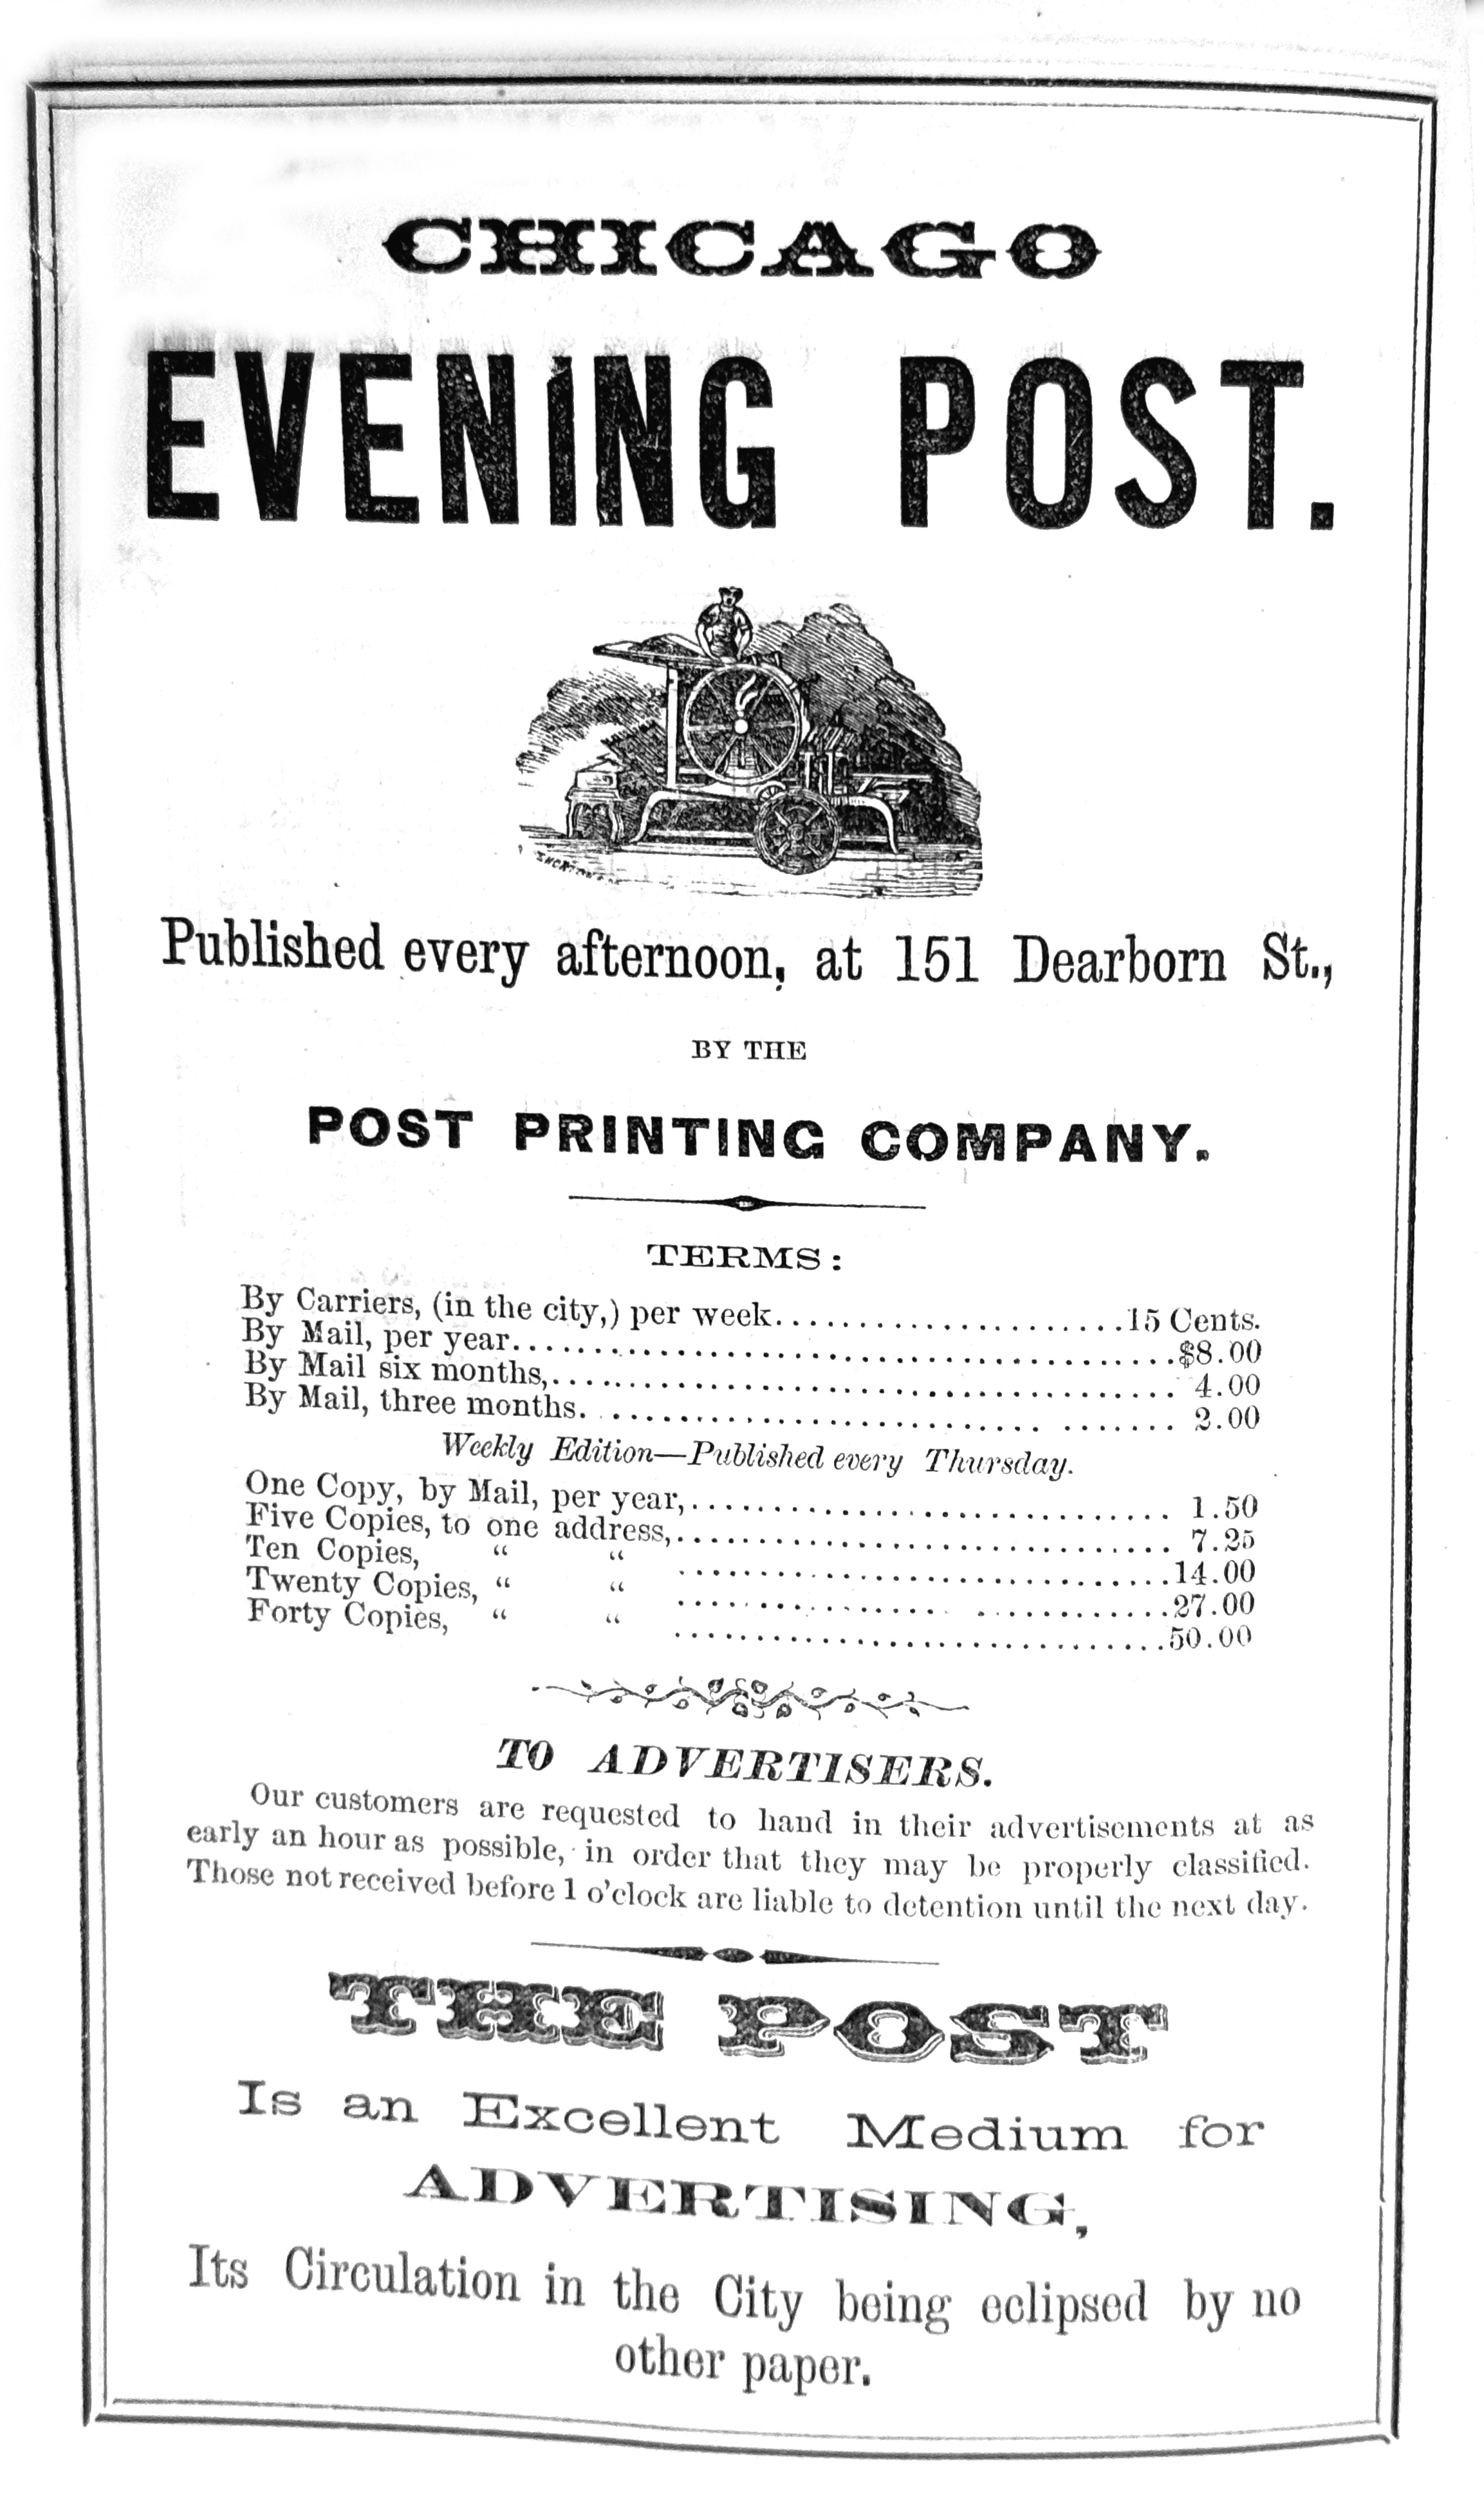 CHICAGO
EVENING POST.
Published every afternoon, at 151 Dearborn St.,
BY THE
POST PRINTING COMPANY.
TERMS:
By Carriers, (in the city,) per week......................15 Cents.
By Mail, per year..........................................$8.00
By Mail six months,....................................... 4.00
By Mail, three months. .................................... 2.00
Weekly Edition—Published every Thursday.
One Copy, by Mail, per year,.............................. 1.50
Five Copies, to one address,............................... 7.25
Ten Copies, “ “ ..............................14.00
Twenty Copies, “ “ ..............................27.00
Forty Copies, “ “ ..............................50.00
TO ADVERTISERS.
Our customers are requested to hand in their advertisements at as
early an hour as possible, in order that they may be properly classified.
Those not received before 1 o’clock are liable to detention until the next day.
THE POST
Is an Excellent Medium for
ADVERTISING,
Its Circulation in the City being eclipsed by no
other paper.